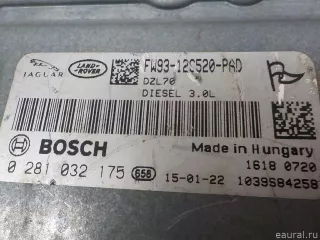 JAGUAR
LAND-ROVER
FW93-12C520-PAD
DZL70
DIESEL 3.0L
BOSCH
Made in Hungary
1618 0720
0 281 032 175 658 15-01-22 1039S84258
eaural.ru